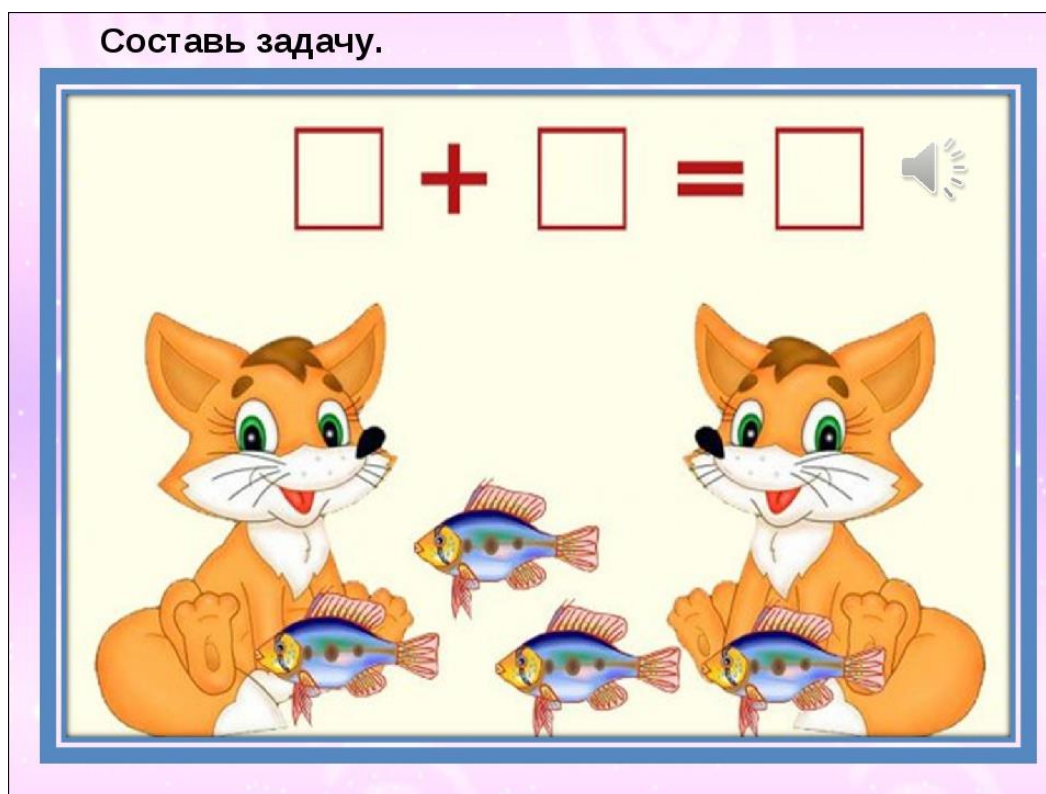 Составь задачу.
□ + □ = □